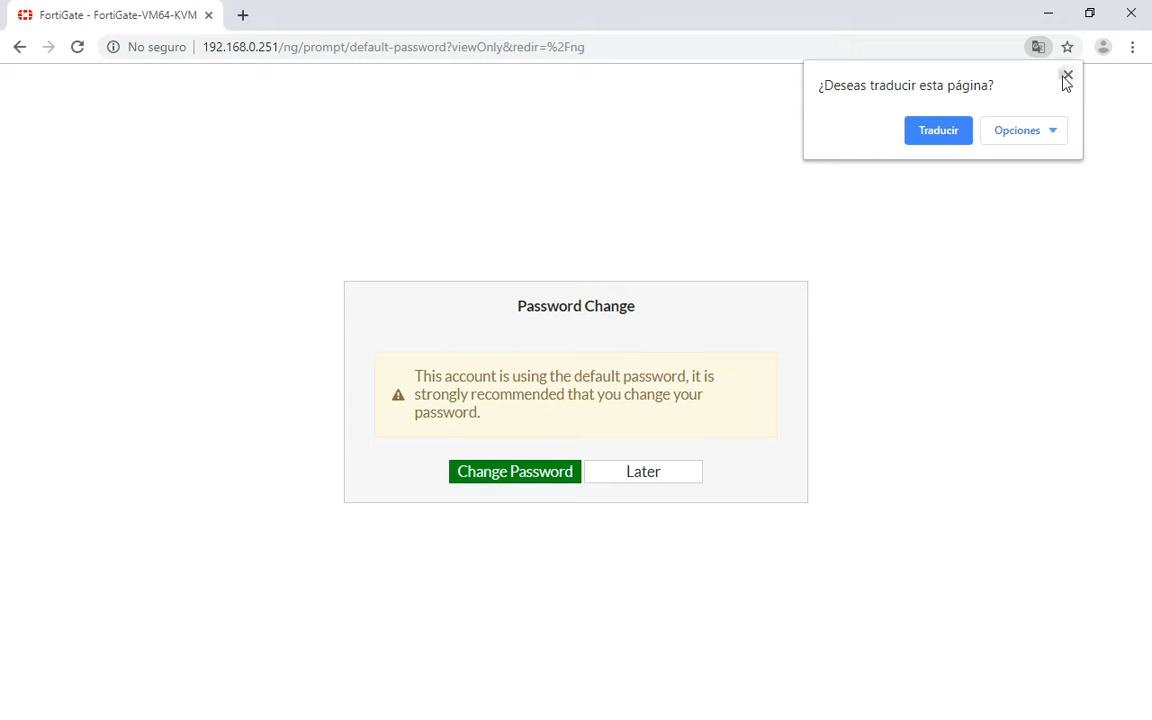 FortiGate - FortiGate-VM64-KVM
No seguro
192.168.0.251/ng/prompt/default-password?viewOnly&redir=%2Fng
¿Deseas traducir esta página?
Traducir
Opciones
Password Change
This account is using the default password, it is
strongly recommended that you change your
password.
Change Password
Later